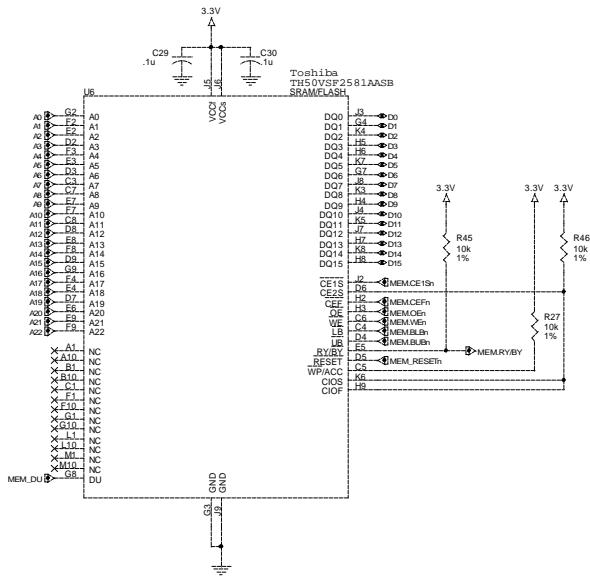 3.3V
C29
.1u
C30
.1u
Toshiba
TH50VSF2581AASB
SRAM/FLASH
U6
J5
J6
VCCf
VCCs
A0 G2 A0
A1 F2 A1
A2 E2 A2
A3 D2 A3
A4 F3 A4
A5 E3 A5
A6 D3 A6
A7 C3 A7
A8 C7 A8
A9 E7 A9
A10 F7 A10
A11 C8 A11
A12 D8 A12
A13 E8 A13
A14 F8 A14
A15 D9 A15
A16 G9 A16
A17 F4 A17
A18 E4 A18
A19 D7 A19
A20 E6 A20
A21 E9 A21
A22 F9 A22
A1 NC
A10 NC
B1 NC
B10 NC
C1 NC
F1 NC
F10 NC
G1 NC
G10 NC
L1 NC
L10 NC
M1 NC
M10 NC
MEM_DU G8 DU
DQ0 J3 D0
DQ1 G4 D1
DQ2 K4 D2
DQ3 H5 D3
DQ4 H6 D4
DQ5 K7 D5
DQ6 G7 D6
DQ7 J8 D7
DQ8 K3 D8
DQ9 H4 D9
DQ10 J4 D10
DQ11 K5 D11
DQ12 J7 D12
DQ13 H7 D13
DQ14 K8 D14
DQ15 H8 D15
CE1S J2 MEM.CE1Sn
CE2S D6
CEF H2 MEM.CEFn
OE H3 MEM.OEn
WE C6 MEM.WEn
LB C4 MEM.BLBn
UB D4 MEM.BUBn
RY/BY E5 MEM.RY/BY
RESET D5 MEM_RESETn
WP/ACC C5
CIOS K6
CIOF H9
3.3V
R45
10k
1%
3.3V
R27
10k
1%
3.3V
R46
10k
1%
GND
GND
G3
J9